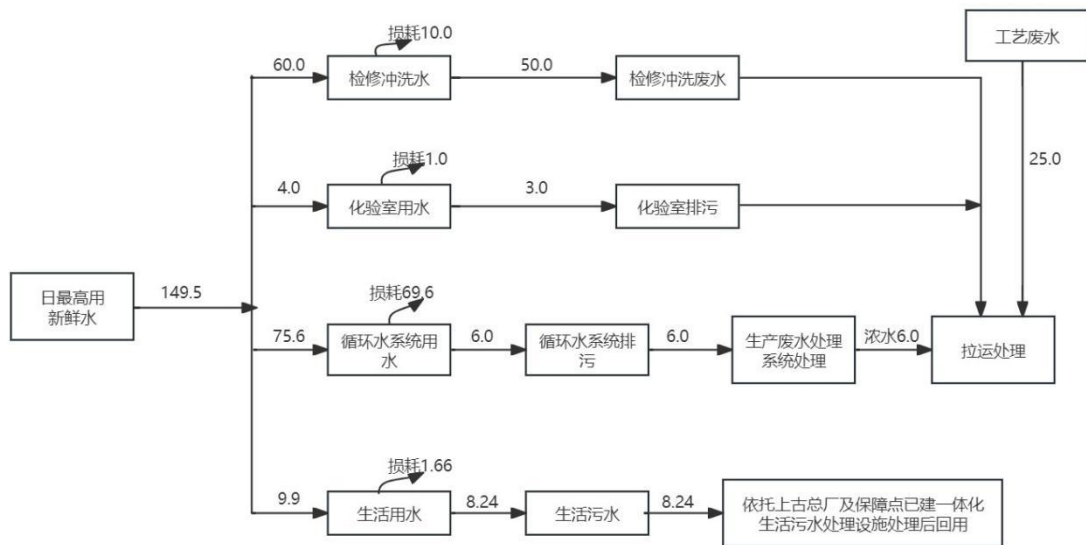 工艺废水
损耗10.0
60.0
检修冲洗水
50.0
检修冲洗废水
25.0
损耗1.0
4.0
化验室用水
3.0
化验室排污
日最高用
新鲜水
149.5
损耗69.6
75.6
循环水系统用
水
6.0
循环水系统排
污
6.0
生产废水处理
系统处理
浓水6.0
拉运处理
损耗1.66
9.9
生活用水
8.24
生活污水
8.24
依托上古总厂及保障点已建一体化
生活污水处理设施处理后回用